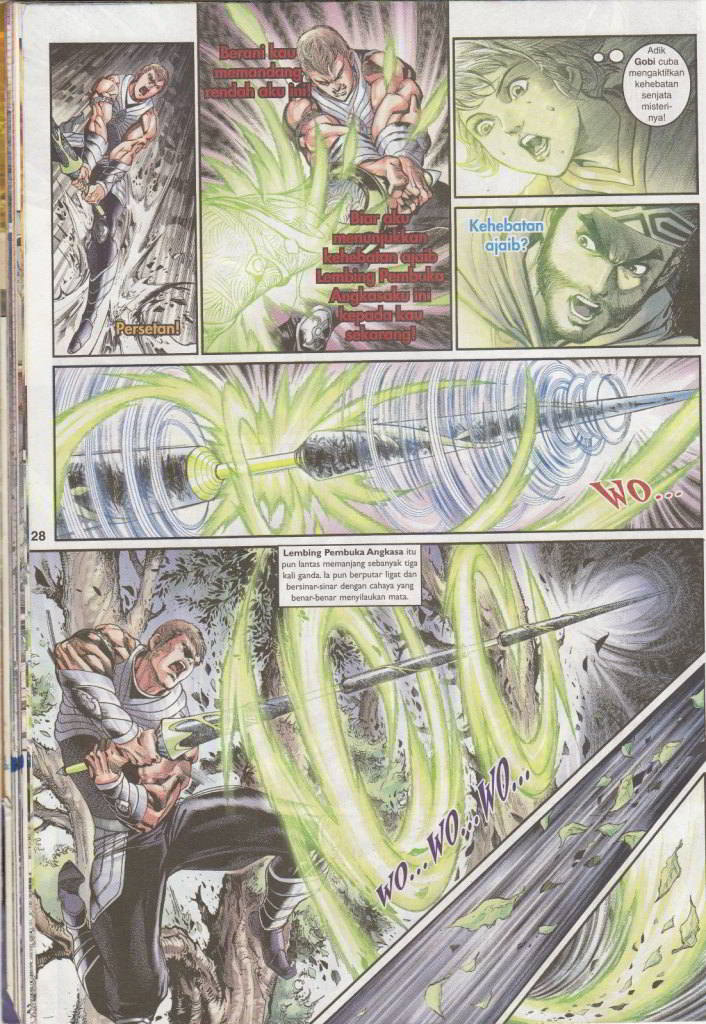 Persetan!
Berani kau
memandang
rendah aku ini!
Biar aku
menunjukkan
kehebatan ajaib
Lembing Pembuka
Angkasaku ini
kepada kau
sekarang!
Adik
Gobi cuba
mengaktifkan
kehebatan
senjata
misteri-
nya!
Kehebatan
ajaib?
WO...
28
Lembing Pembuka Angkasa itu
pun lantas memanjang sebanyak tiga
kali ganda. Ia pun berputar ligat dan
bersinar-sinar dengan cahaya yang
benar-benar menyilaukan mata.
WO...WO...WO...